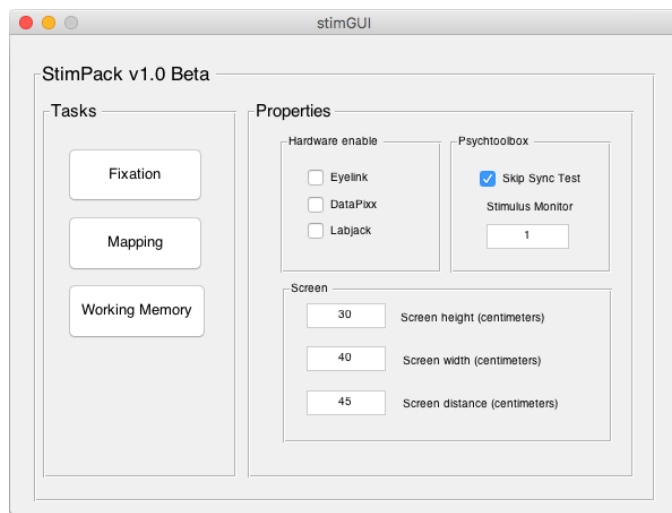 stimGUI
StimPack v1.0 Beta
Tasks
Fixation
Mapping
Working Memory
Properties
Hardware enable
Eyelink
DataPixx
Labjack
Psychtoolbox
Skip Sync Test
Stimulus Monitor
1
Screen
30 Screen height (centimeters)
40 Screen width (centimeters)
45 Screen distance (centimeters)